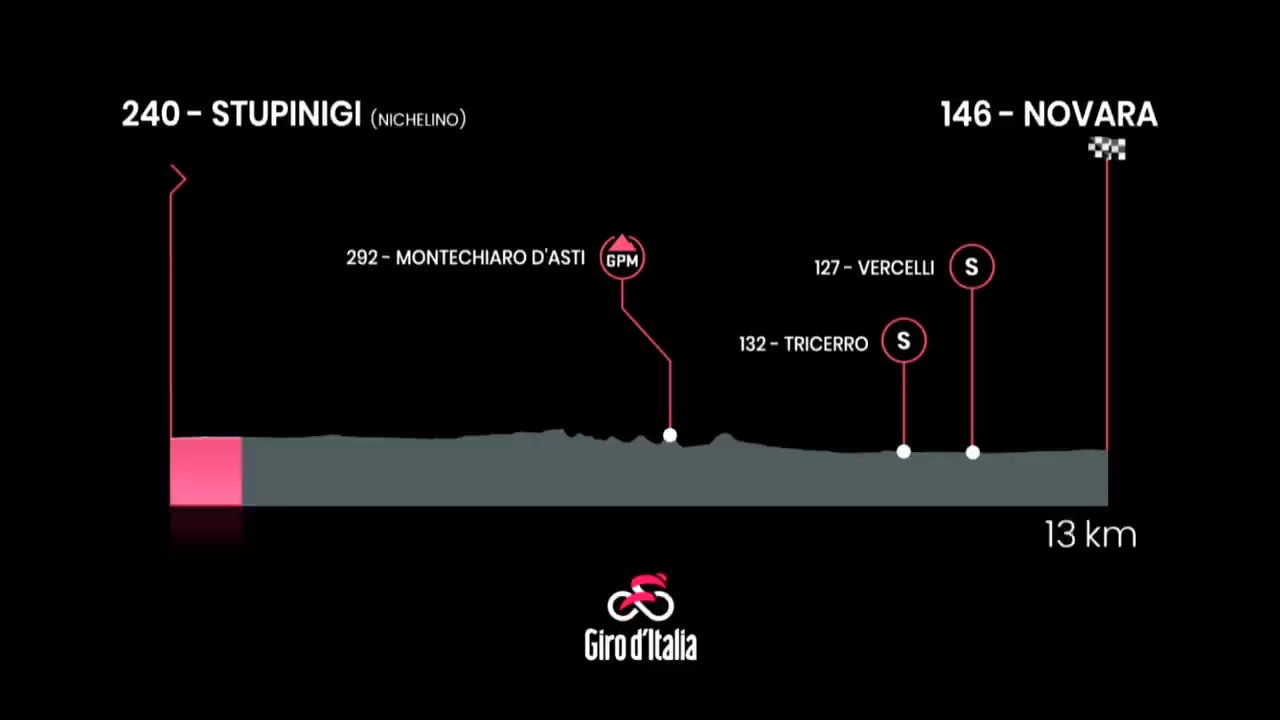 240 - STUPINIGI (NICHELINO)
146 - NOVARA
292 - MONTECHIARO D'ASTI
GPM
127 - VERCELLI
S
132 - TRICERRO
S
13 km
Giro d'Italia